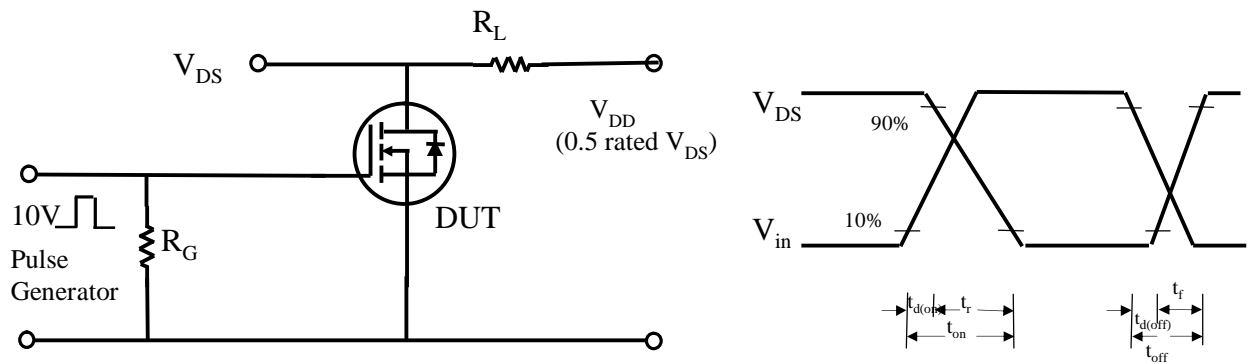 R_L
V_DS
V_DD
(0.5 rated V_DS)
10V
DUT
R_G
Pulse
Generator
V_DS
90%
10%
V_in
t_d(on)
t_r
t_on
t_f
t_d(off)
t_off